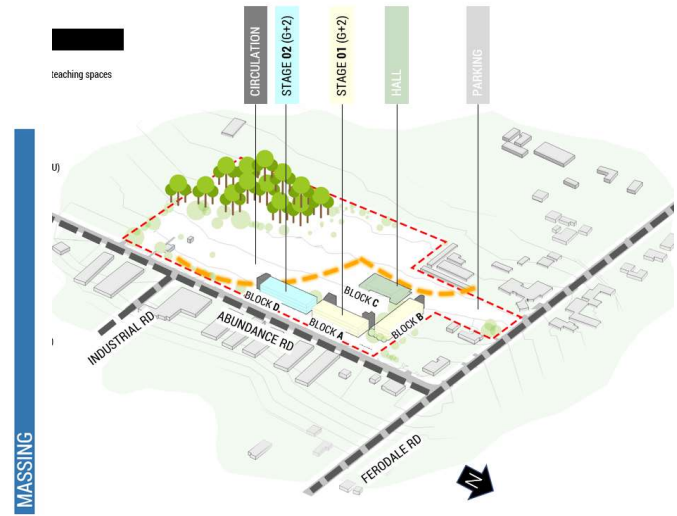 teaching spaces
U)
)
MASSING
CIRCULATION
STAGE 02 (G+2)
STAGE 01 (G+2)
HALL
PARKING
BLOCK D
BLOCK A
BLOCK C
BLOCK B
INDUSTRIAL RD
ABUNDANCE RD
FERODALE RD
N